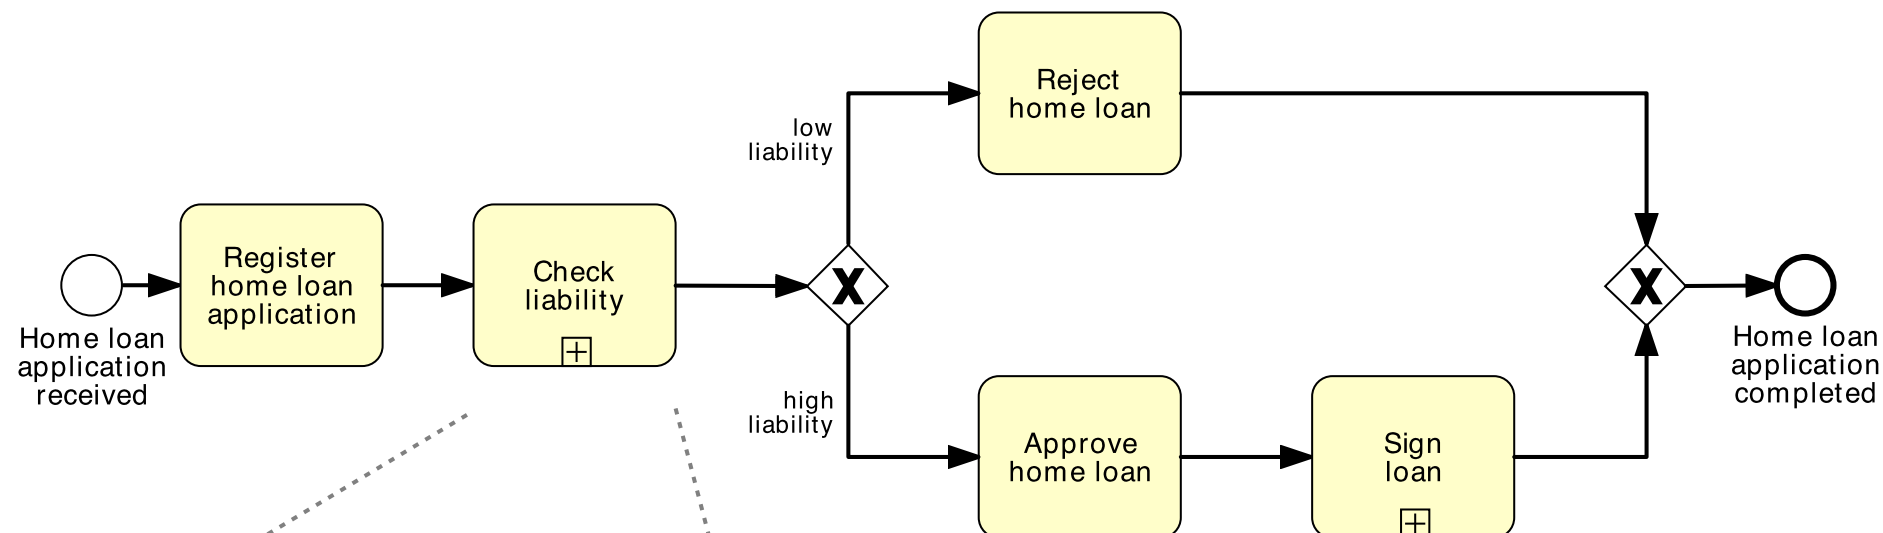 Home loan
application
received
Register
home loan
application
Check
liability
low
liability
high
liability
Reject
home loan
Approve
home loan
Sign
loan
Home loan
application
completed